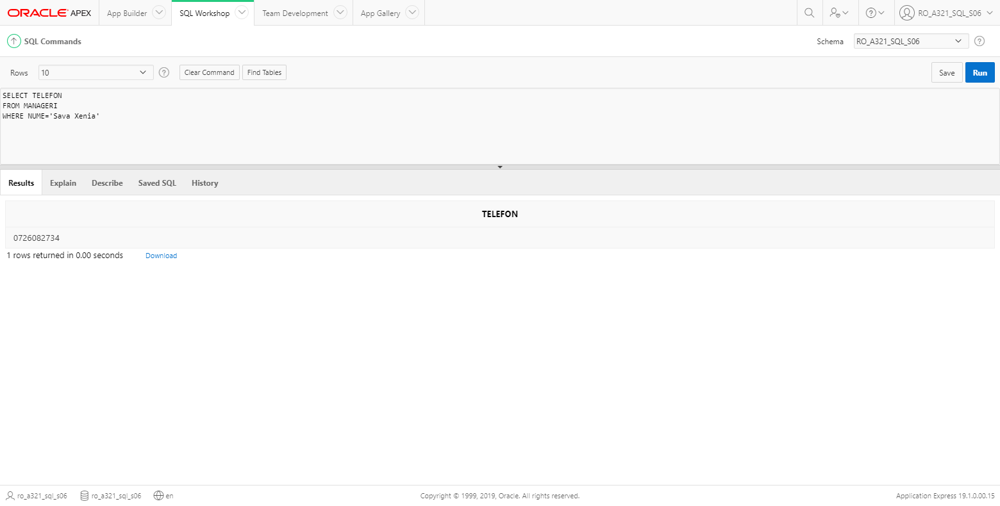 ORACLE APEX App Builder SQL Workshop Team Development App Gallery RO_A321_SQL_S06
SQL Commands Schema RO_A321_SQL_S06
Rows 10 Clear Command Find Tables Save Run
SELECT TELEFON
FROM MANAGERI
WHERE NUME='Sava Xenia'
Results Explain Describe Saved SQL History
TELEFON
0726082734
1 rows returned in 0.00 seconds Download
ro_a321_sql_s06 ro_a321_sql_s06 en Copyright © 1999, 2019, Oracle. All rights reserved. Application Express 19.1.0.00.15